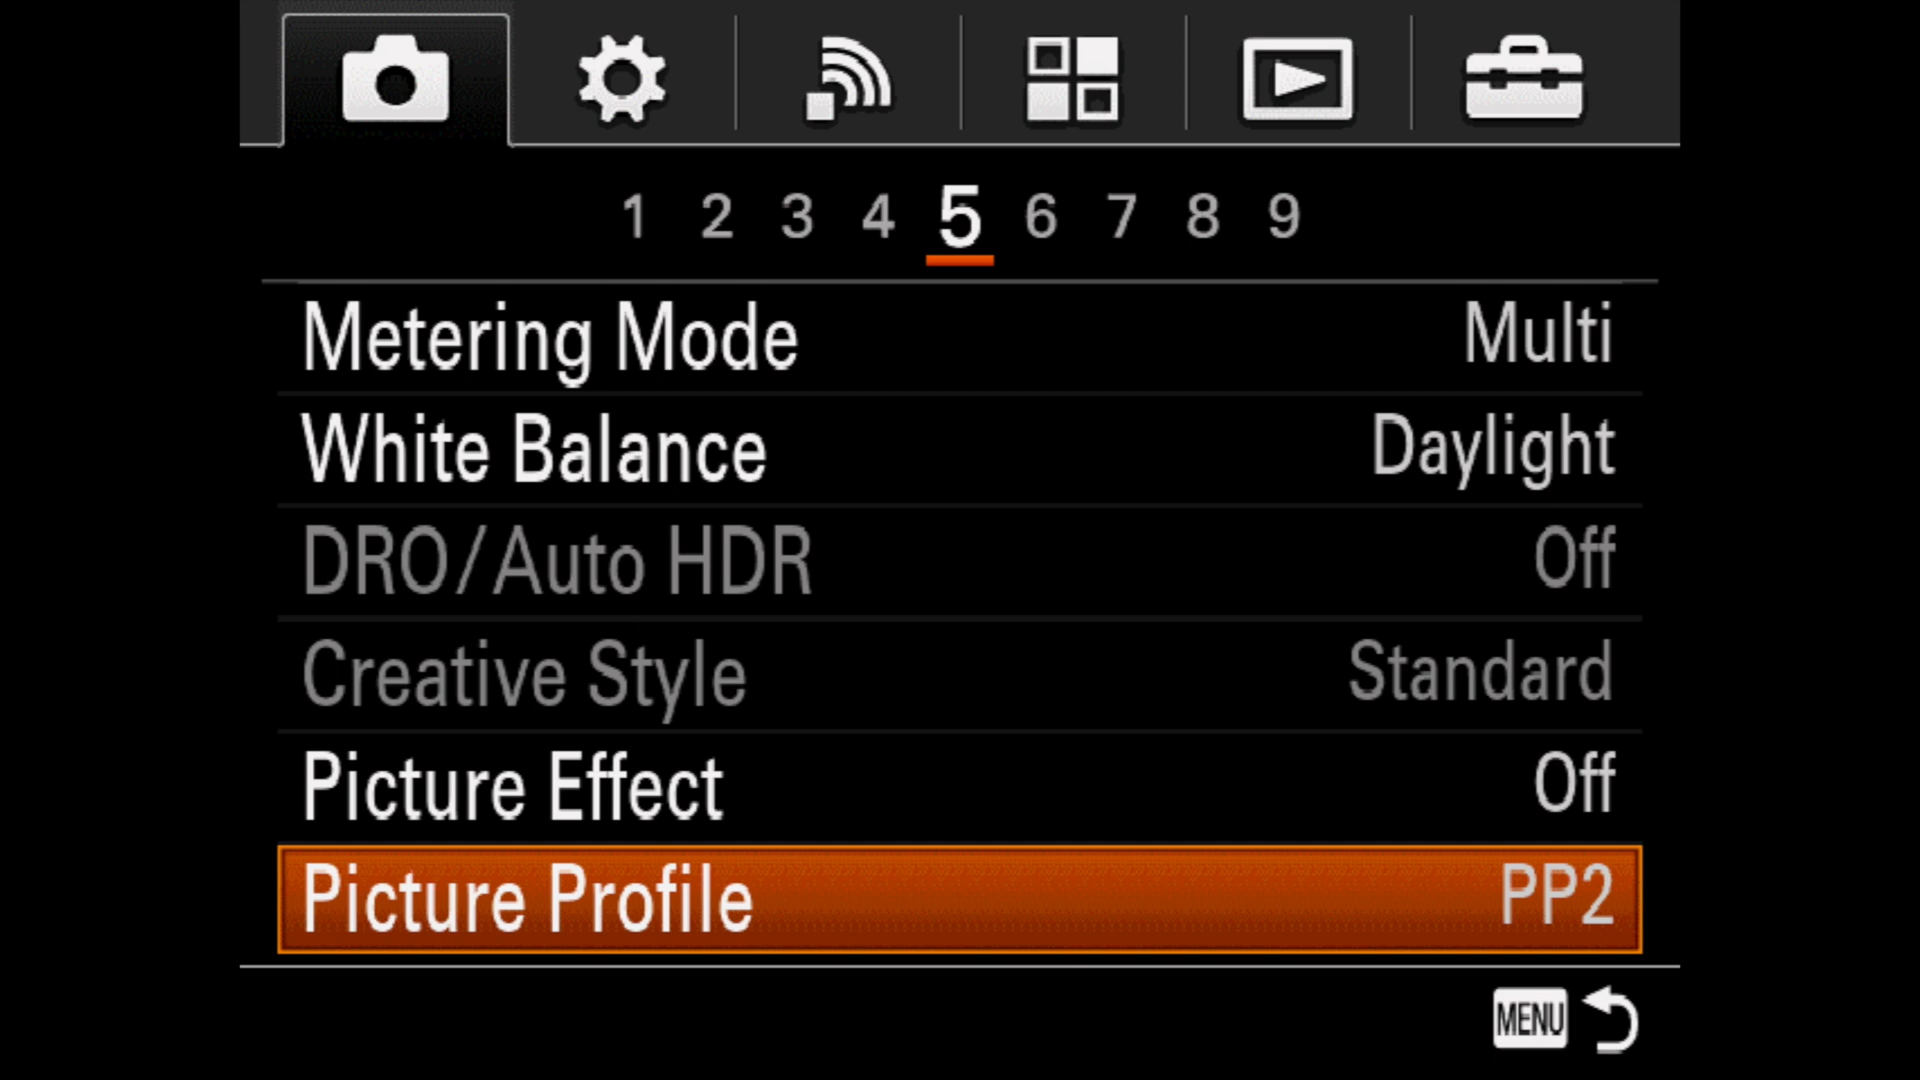 1 2 3 4 5 6 7 8 9
Metering Mode Multi
White Balance Daylight
DRO/Auto HDR Off
Creative Style Standard
Picture Effect Off
Picture Profile PP2
MENU